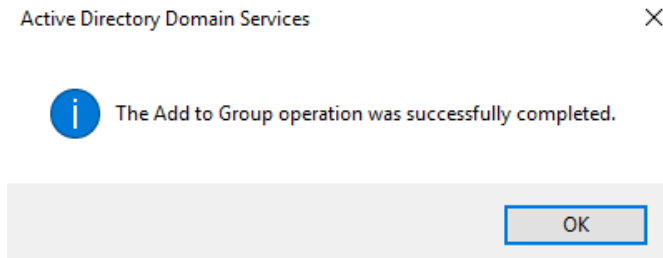 Active Directory Domain Services
The Add to Group operation was successfully completed.
OK